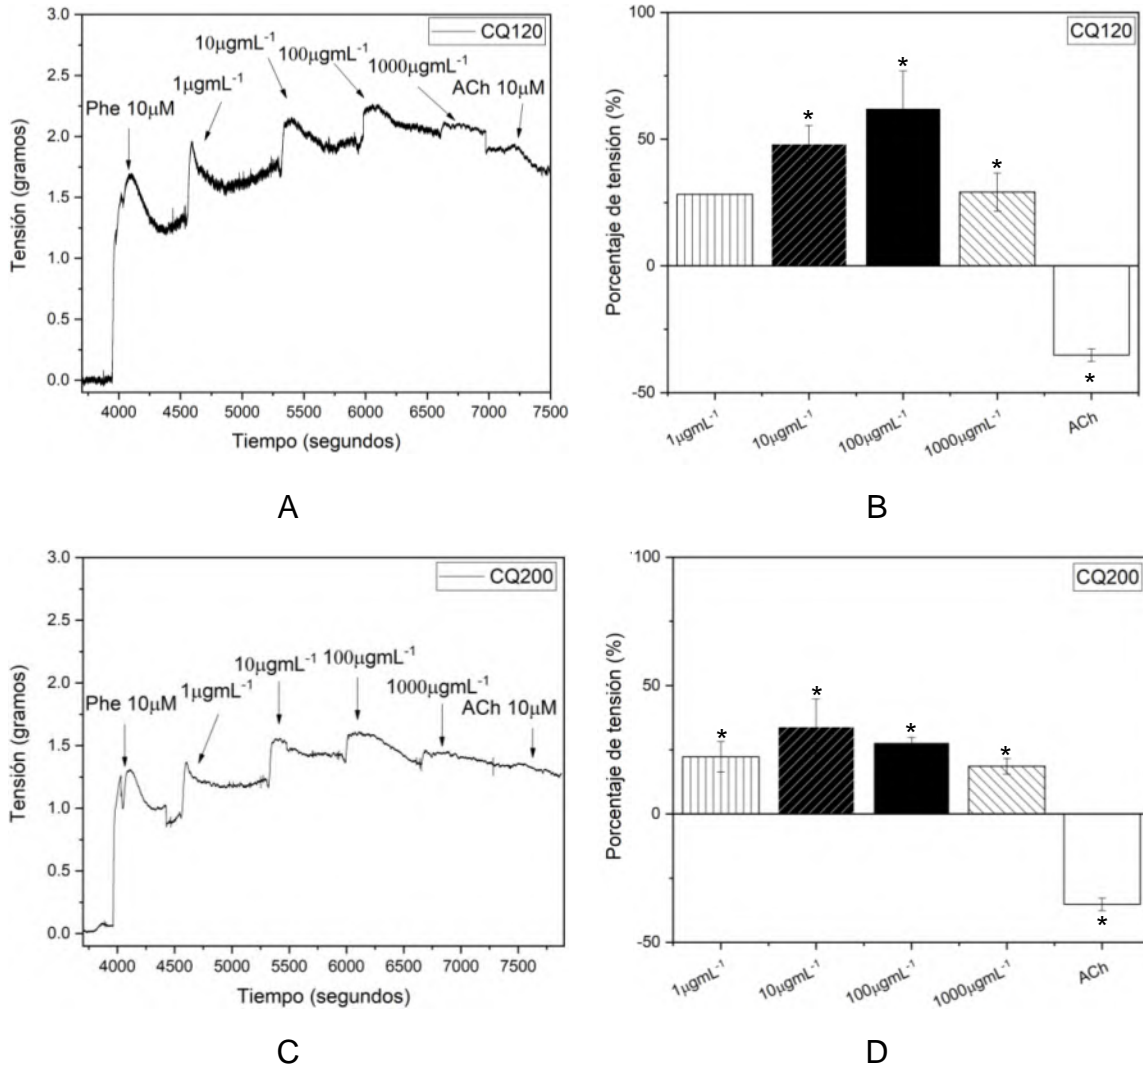 CQ120
3.0
2.5
2.0
1.5
1.0
0.5
0.0
Tensión (gramos)
Phe 10μM
1μgmL⁻¹
10μgmL⁻¹
100μgmL⁻¹
1000μgmL⁻¹
ACh 10μM
4000 4500 5000 5500 6000 6500 7000 7500
Tiempo (segundos)
A
CQ120
100
50
0
-50
Porcentaje de tensión (%)
*
*
*
*
1μgmL⁻¹
10μgmL⁻¹
100μgmL⁻¹
1000μgmL⁻¹
ACh
B
CQ200
3.0
2.5
2.0
1.5
1.0
0.5
0.0
Tensión (gramos)
Phe 10μM
1μgmL⁻¹
10μgmL⁻¹
100μgmL⁻¹
1000μgmL⁻¹
ACh 10μM
4000 4500 5000 5500 6000 6500 7000 7500
Tiempo (segundos)
C
CQ200
100
50
0
-50
Porcentaje de tensión (%)
*
*
*
*
*
1μgmL⁻¹
10μgmL⁻¹
100μgmL⁻¹
1000μgmL⁻¹
ACh
D